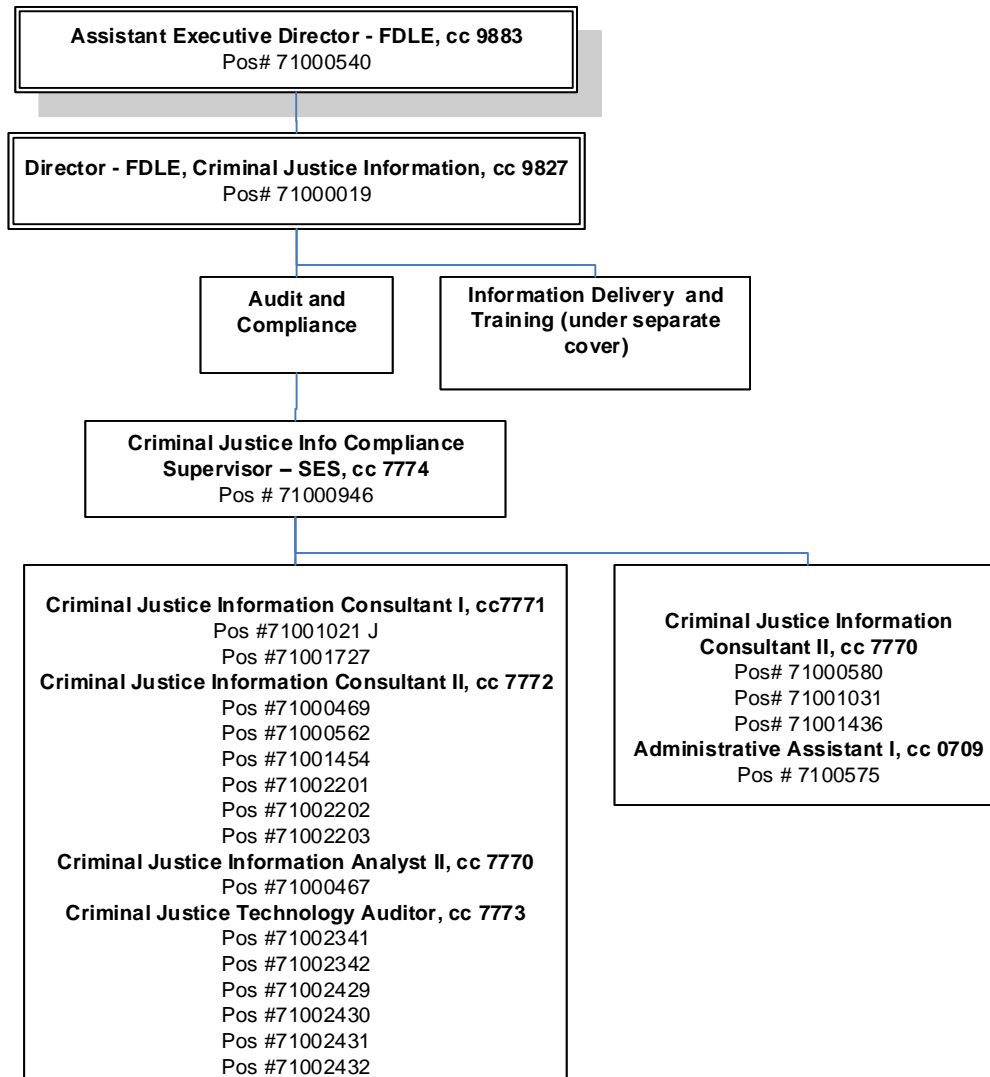 Assistant Executive Director - FDLE, cc 9883
Pos# 71000540
Director - FDLE, Criminal Justice Information, cc 9827
Pos# 71000019
Audit and
Compliance
Information Delivery and
Training (under separate
cover)
Criminal Justice Info Compliance
Supervisor – SES, cc 7774
Pos # 71000946
Criminal Justice Information Consultant I, cc7771
Pos #71001021 J
Pos #71001727
Criminal Justice Information Consultant II, cc 7772
Pos #71000469
Pos #71000562
Pos #71001454
Pos #71002201
Pos #71002202
Pos #71002203
Criminal Justice Information Analyst II, cc 7770
Pos #71000467
Criminal Justice Technology Auditor, cc 7773
Pos #71002341
Pos #71002342
Pos #71002429
Pos #71002430
Pos #71002431
Pos #71002432
Criminal Justice Information
Consultant II, cc 7770
Pos# 71000580
Pos# 71001031
Pos# 71001436
Administrative Assistant I, cc 0709
Pos # 7100575